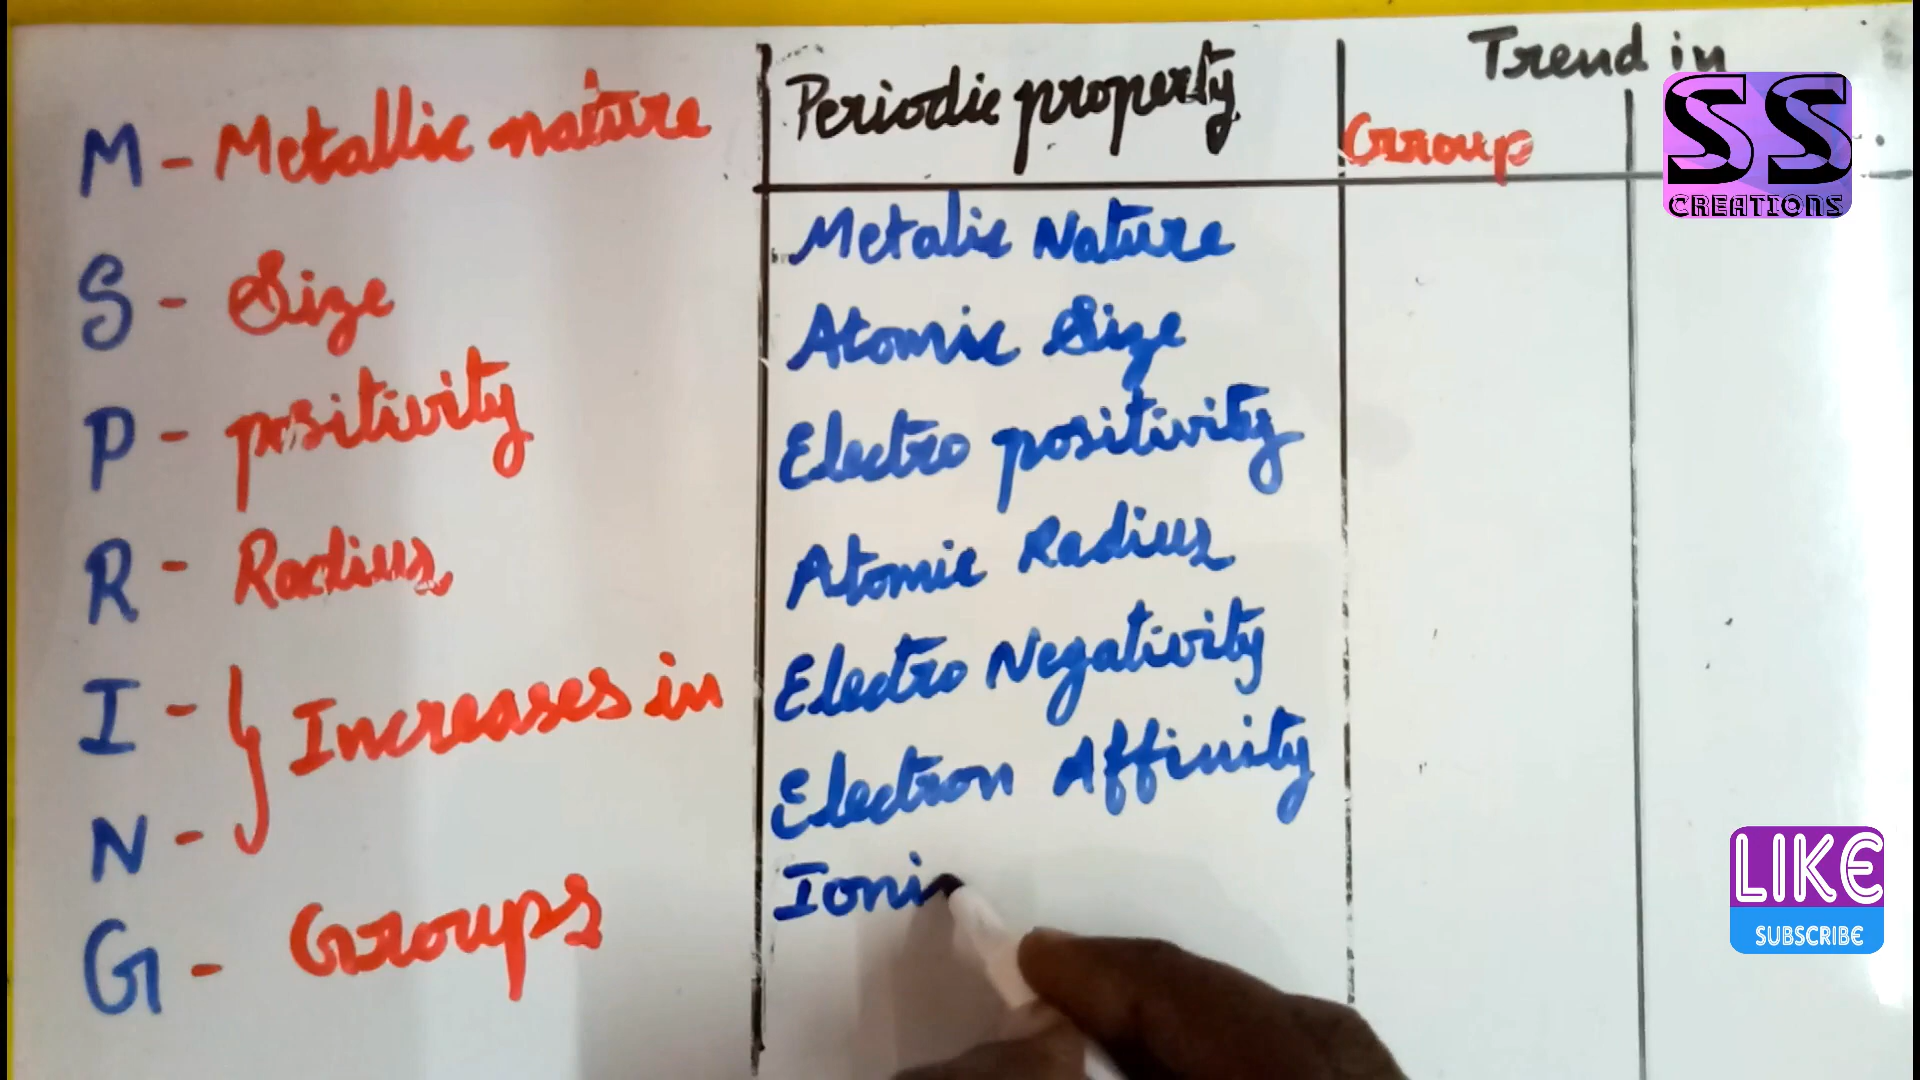 M - Metallic nature
S - Size
P - positivity
R - Radius
I - } Increases in
N -
G - Groups
Periodic property
Trend in
Group
Metalic Nature
Atomic Size
Electro positivity
Atomic Radius
Electro Negativity
Electron Affinity
Ioni
SS
CREATIONS
LIKE
SUBSCRIBE